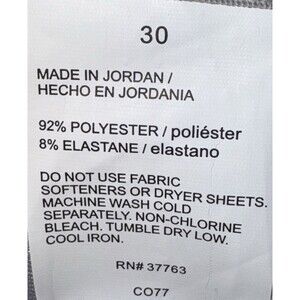 30
MADE IN JORDAN /
HECHO EN JORDANIA
92% POLYESTER / poliéster
8% ELASTANE / elastano
DO NOT USE FABRIC
SOFTENERS OR DRYER SHEETS.
MACHINE WASH COLD
SEPARATELY. NON-CHLORINE
BLEACH. TUMBLE DRY LOW.
COOL IRON.
RN# 37763
CO77